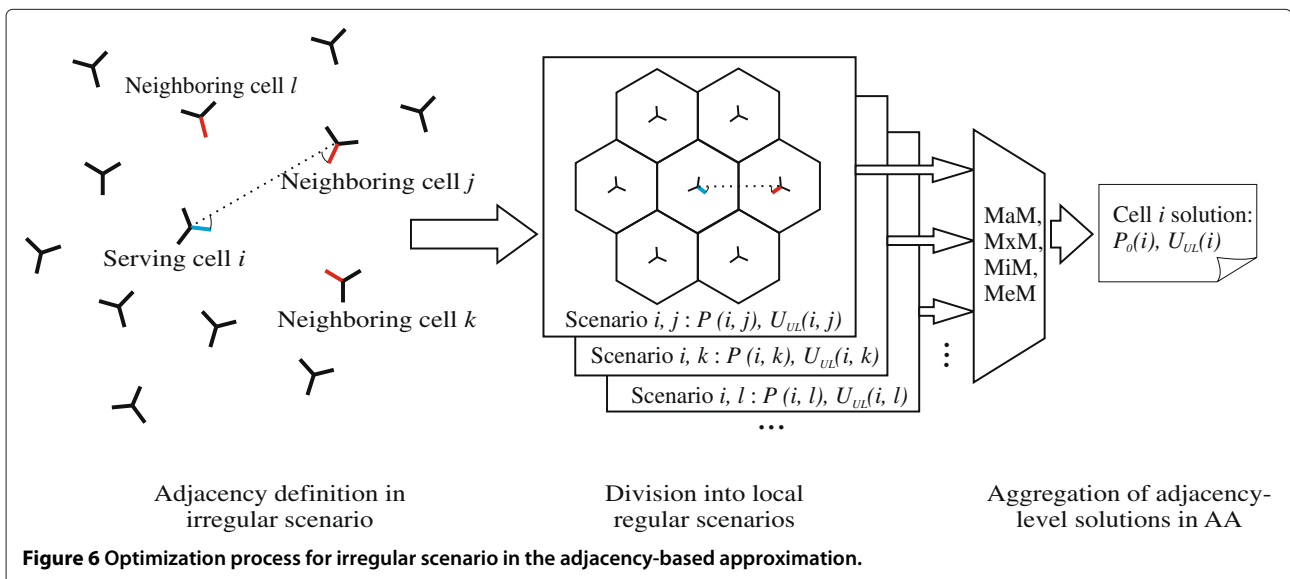 Neighboring cell l
Neighboring cell j
Serving cell i
Neighboring cell k
Scenario i, j : P (i, j), U_UL(i, j)
Scenario i, k : P (i, k), U_UL(i, k)
Scenario i, l : P (i, l), U_UL(i, l)
...
...
MaM,
MxM,
MiM,
MeM
Cell i solution:
P_0(i), U_UL(i)
Adjacency definition in
irregular scenario
Division into local
regular scenarios
Aggregation of adjacency-
level solutions in AA
Figure 6 Optimization process for irregular scenario in the adjacency-based approximation.